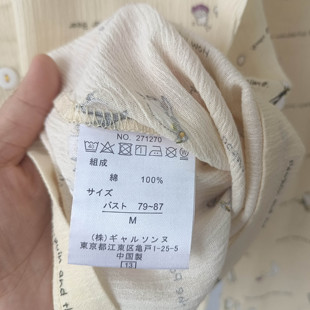 NO. 271270
組成
綿 100%
サイズ
バスト 79~87
M
(株)ギャルソンヌ
東京都江東区亀戸1-25-5
中国製
13